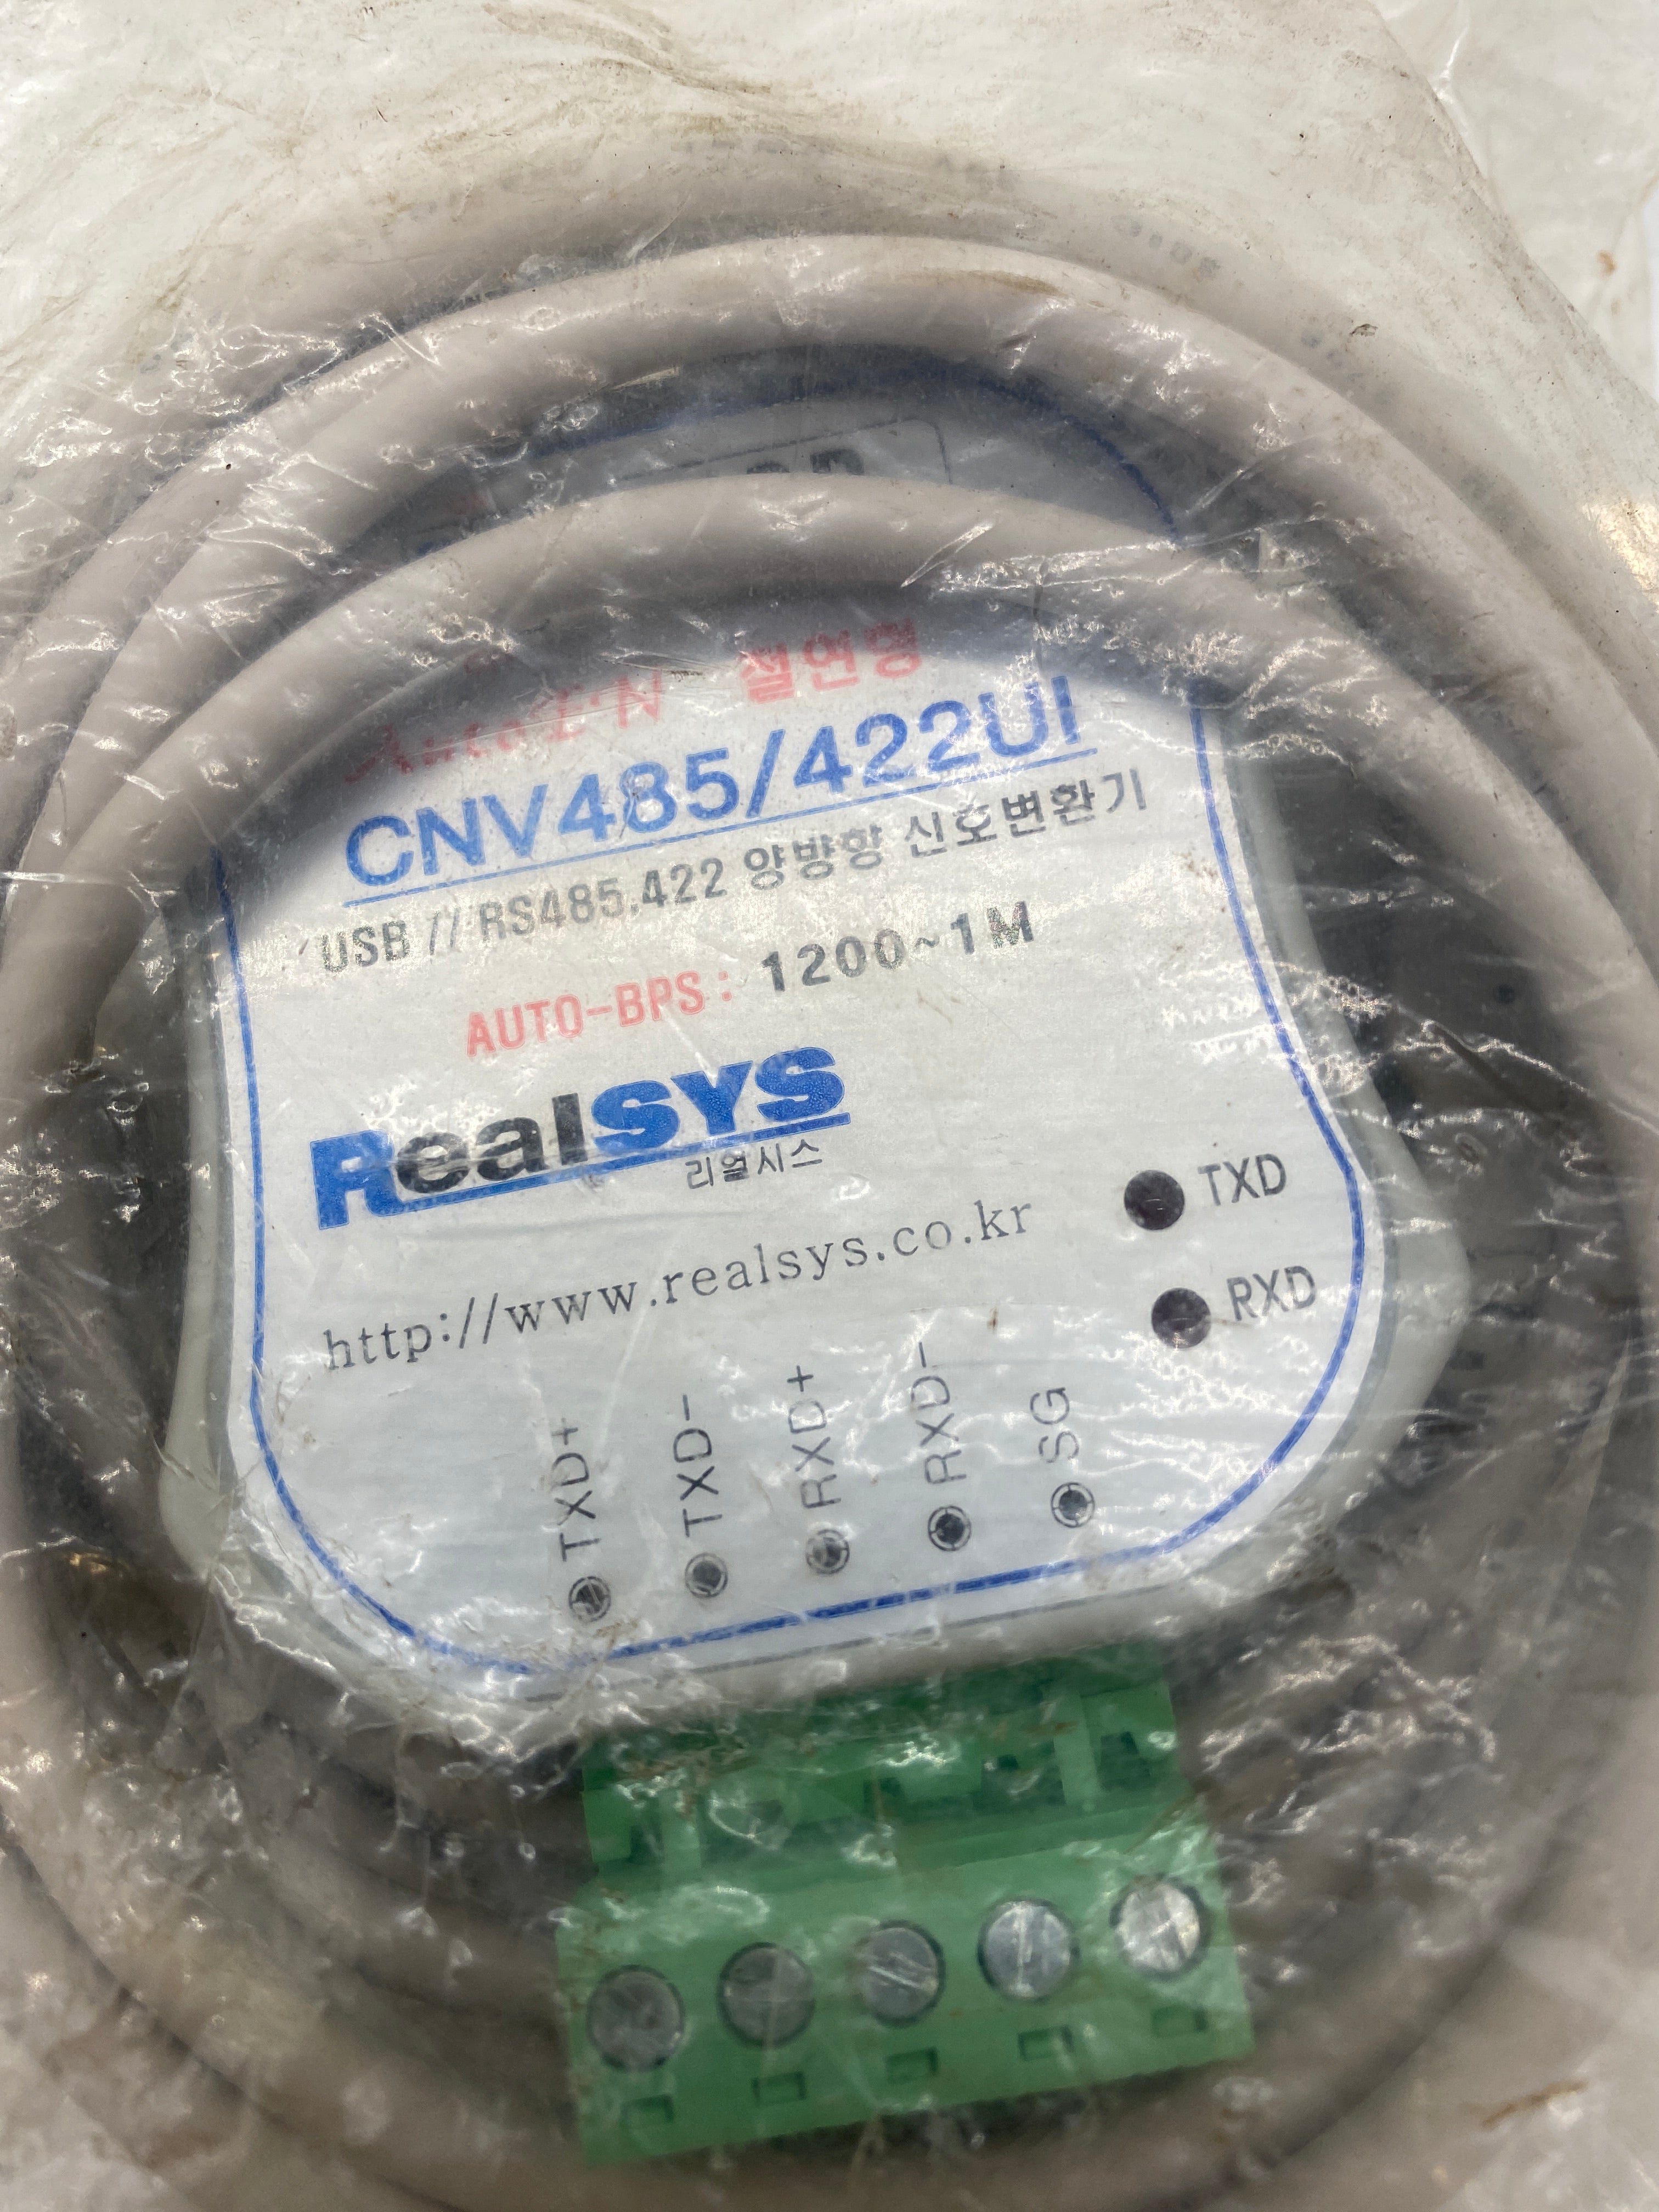 AutoEN 절연형
CNV485/422UI
USB // RS485.422 양방향 신호변환기
AUTO-BPS : 1200~1M
RealSYS
리얼시스
http://www.realsys.co.kr
TXD
RXD
TXD+
TXD-
RXD+
RXD-
SG